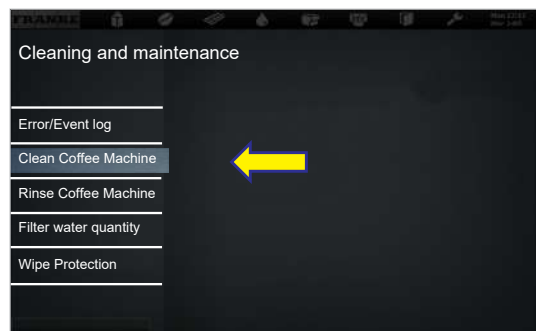 FRANKE
Cleaning and maintenance
Error/Event log
Clean Coffee Machine
Rinse Coffee Machine
Filter water quantity
Wipe Protection